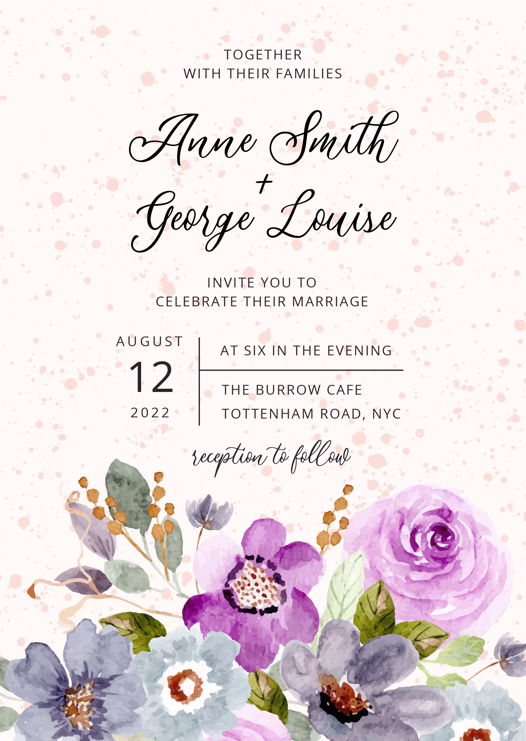 TOGETHER
WITH THEIR FAMILIES
Anne Smith
+
George Louise
INVITE YOU TO
CELEBRATE THEIR MARRIAGE
AUGUST
12
2022
AT SIX IN THE EVENING
THE BURROW CAFE
TOTTENHAM ROAD, NYC
reception to follow